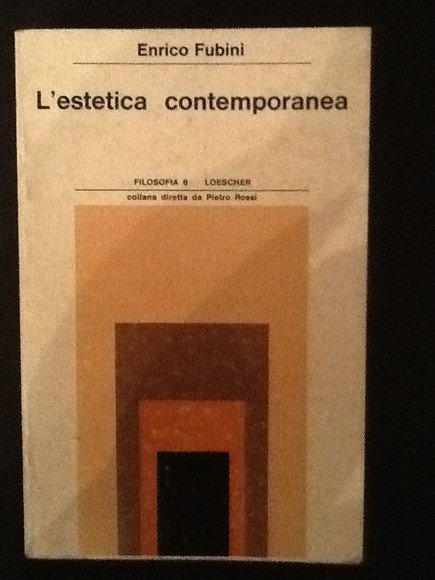 Enrico Fubini
L'estetica contemporanea
FILOSOFIA 6 LOESCHER
collana diretta da Pietro Rossi